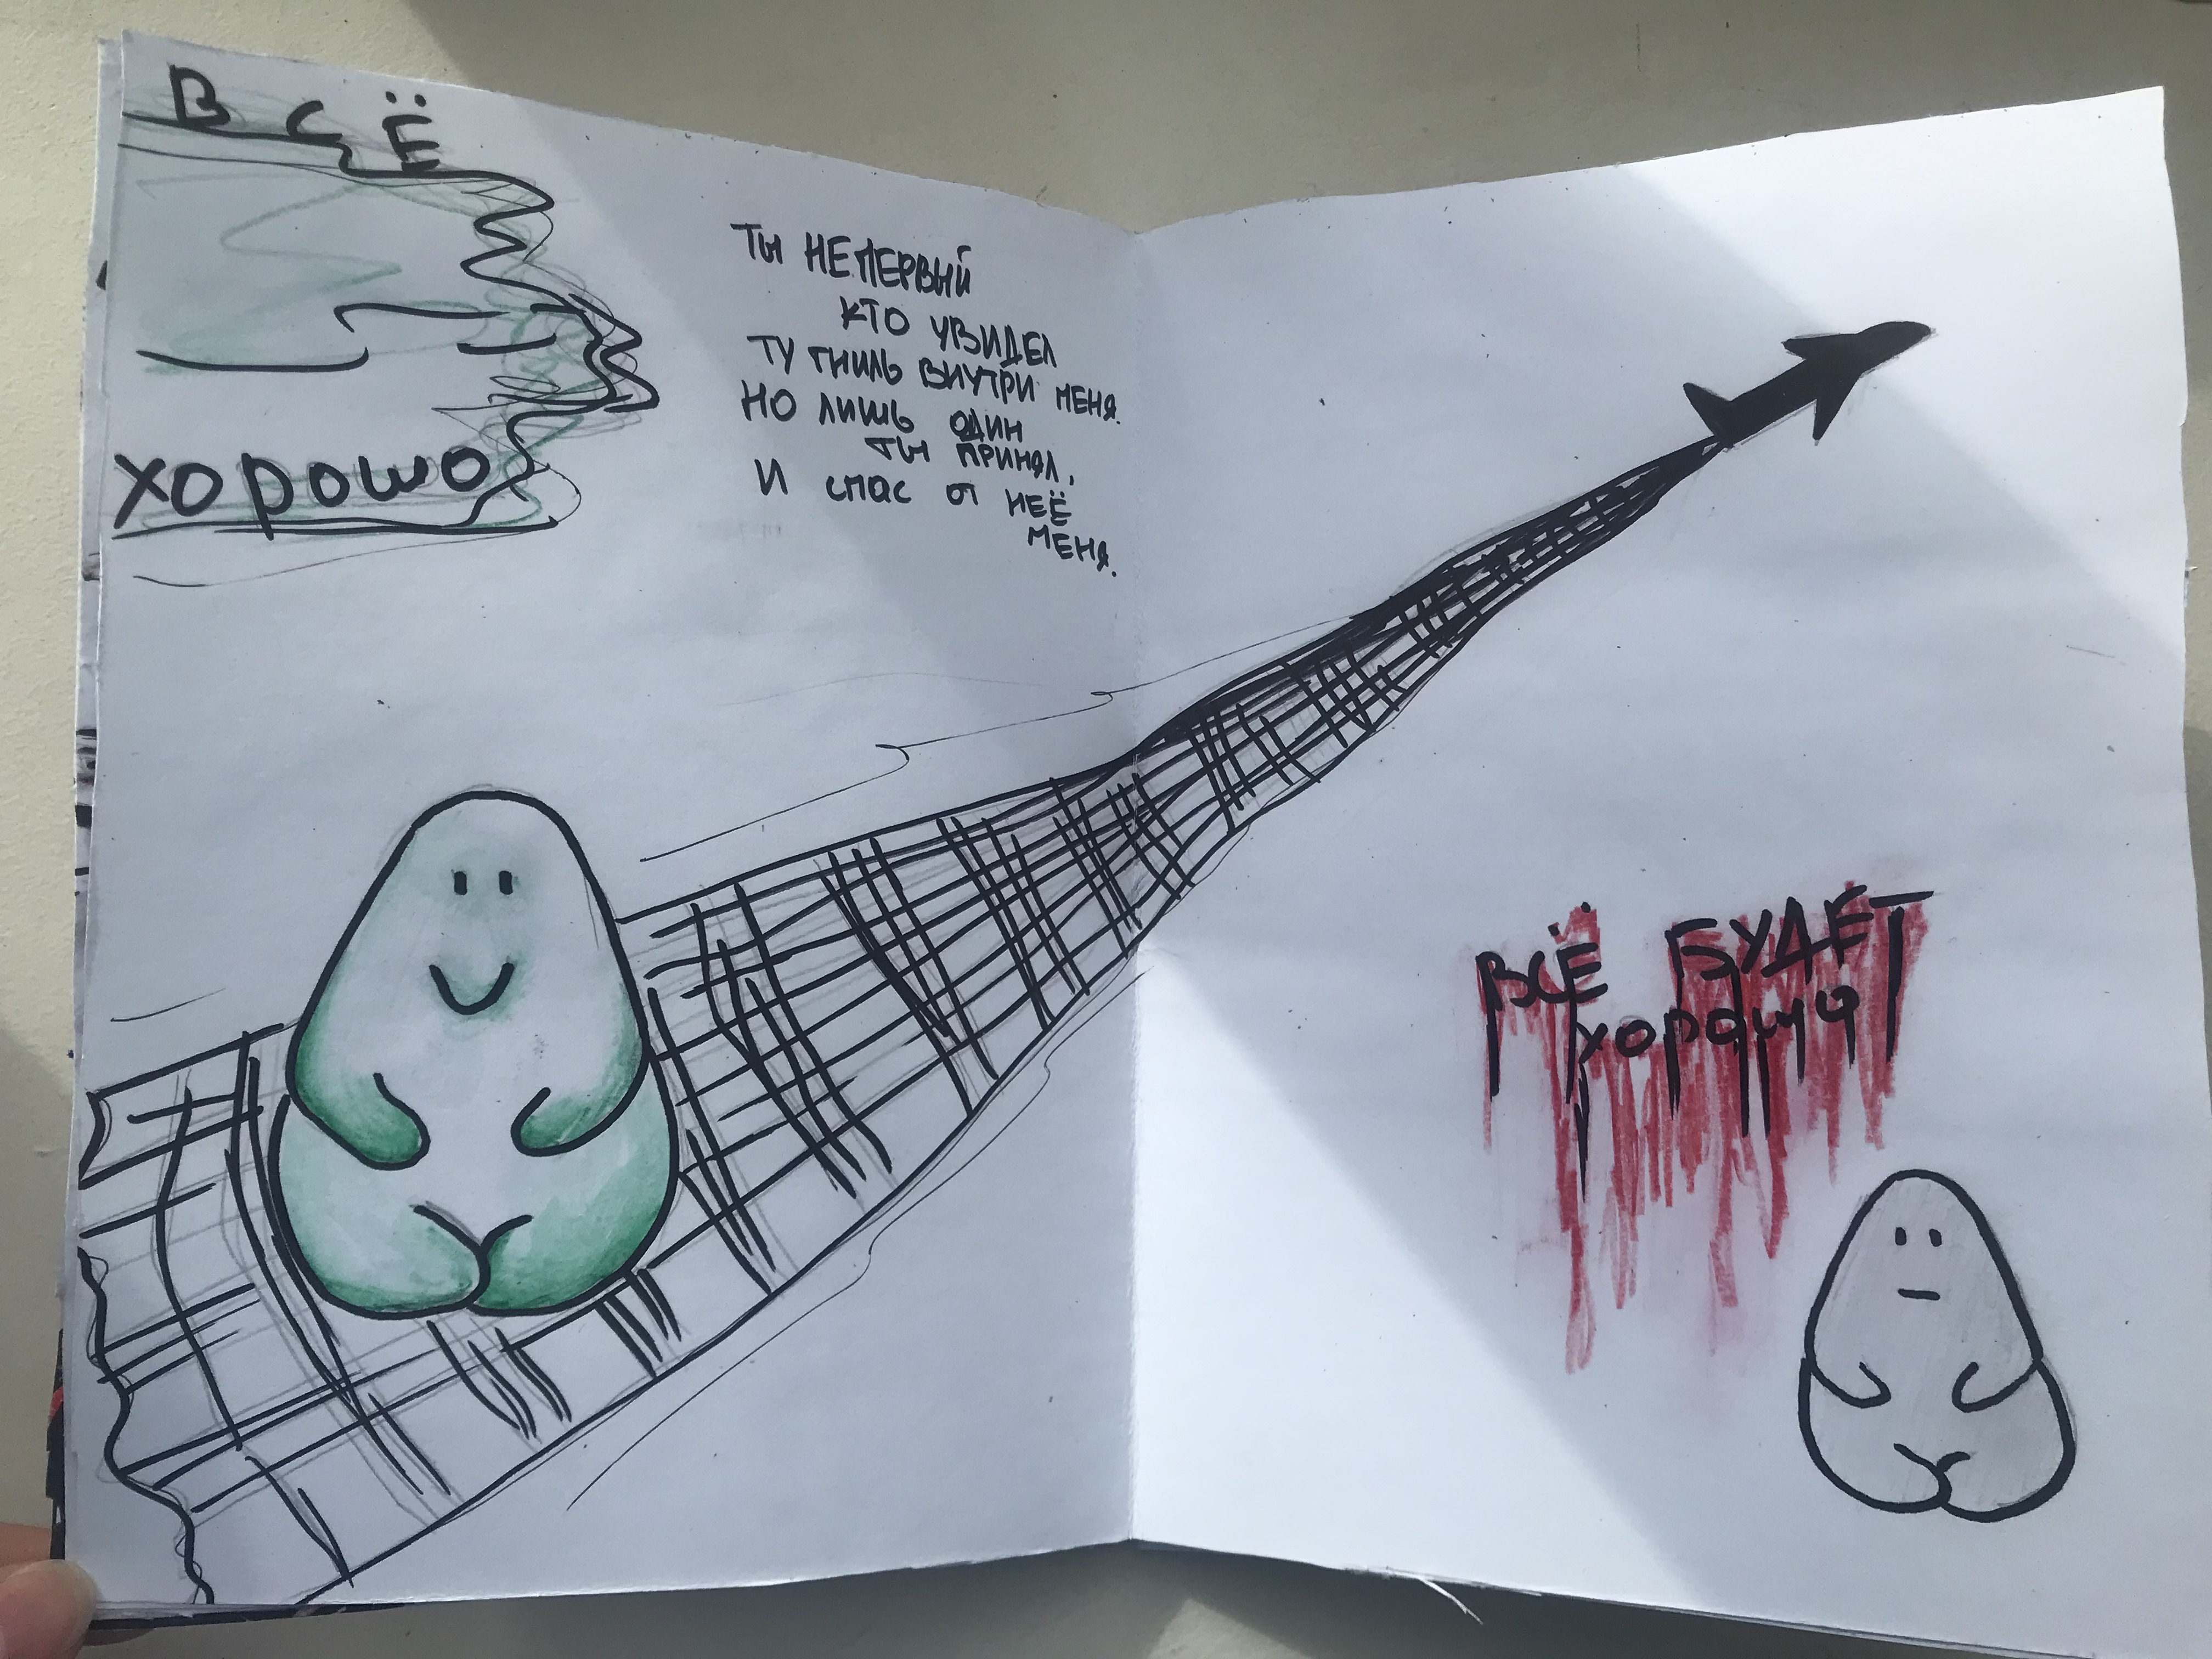 ВСЁ
хорошо
ТЫ НЕ ПЕРВЫЙ
КТО УВИДЕЛ
ТУ ГНИЛЬ ВНУТРИ МЕНЯ.
НО ЛИШЬ ОДИН
ТЫ ПРИНЯЛ,
И СПАС ОТ НЕЁ
МЕНЯ.
ВСЁ БУДЕТ
хорошо